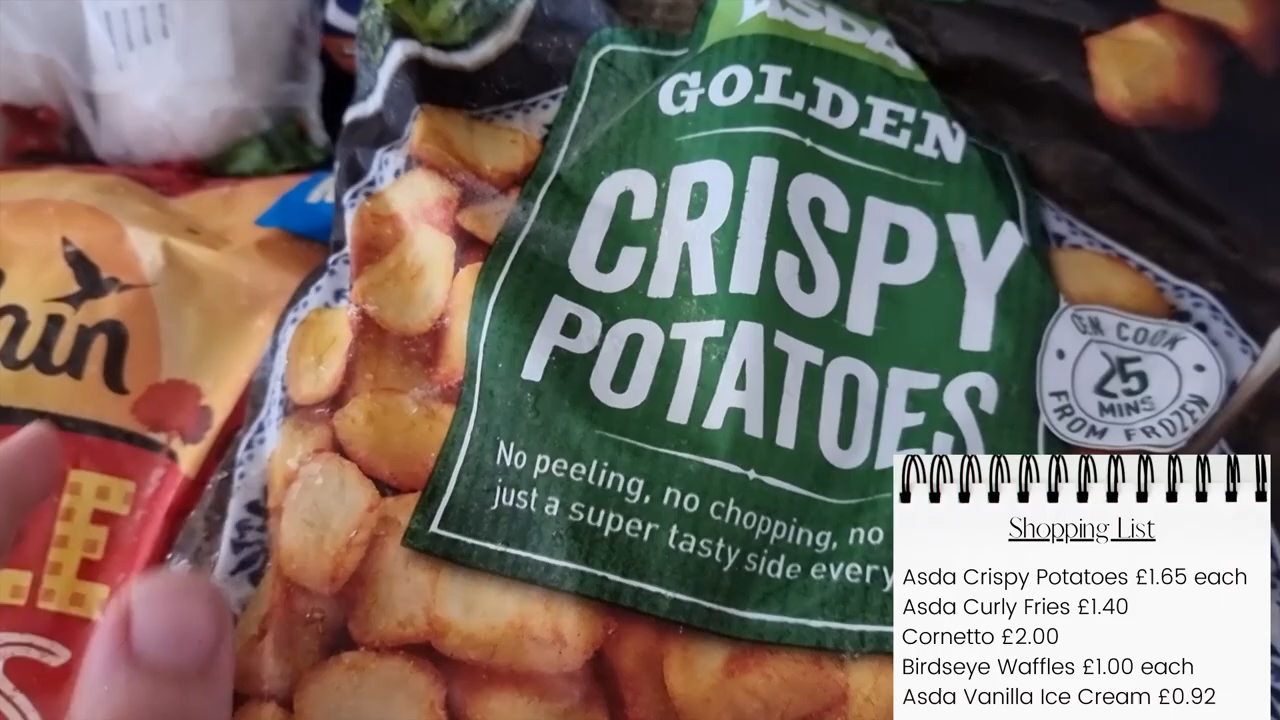 ASDA
GOLDEN
CRISPY
POTATOES
No peeling, no chopping, no
just a super tasty side every
25
MINS
FROM FROZEN
Shopping List
Asda Crispy Potatoes £1.65 each
Asda Curly Fries £1.40
Cornetto £2.00
Birdseye Waffles £1.00 each
Asda Vanilla Ice Cream £0.92